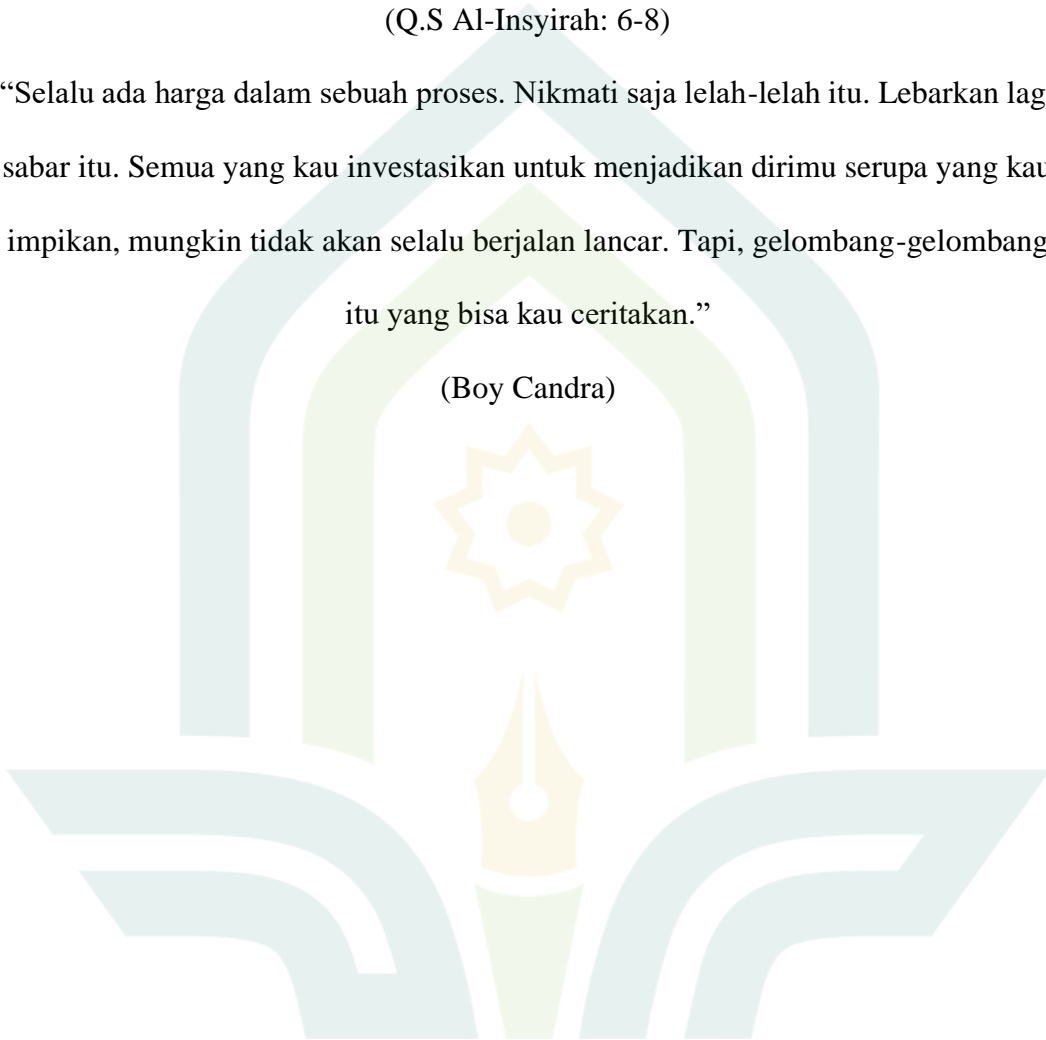 (Q.S Al-Insyirah: 6-8)
“Selalu ada harga dalam sebuah proses. Nikmati saja lelah-lelah itu. Lebarkan lag
sabar itu. Semua yang kau investasikan untuk menjadikan dirimu serupa yang kau
impikan, mungkin tidak akan selalu berjalan lancar. Tapi, gelombang-gelombang
itu yang bisa kau ceritakan.”
(Boy Candra)